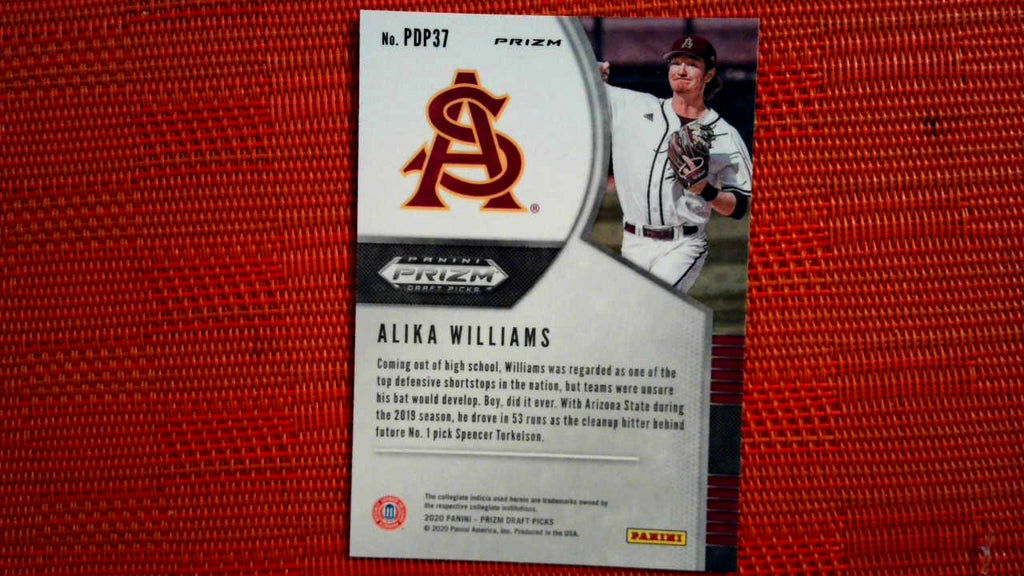 No. PDP37
PRIZM
AS
®
PANINI
PRIZM
DRAFT PICKS
ALIKA WILLIAMS
Coming out of high school, Williams was regarded as one of the
top defensive shortstops in the nation, but teams were unsure
his bat would develop. Boy, did it ever. With Arizona State during
the 2019 season, he drove in 53 runs as the cleanup hitter behind
future No. 1 pick Spencer Torkelson.
The collegiate indicia used herein are trademarks owned by
the respective collegiate institutions.
2020 PANINI – PRIZM DRAFT PICKS
© 2020 Panini America, Inc. Produced in the USA.
PANINI